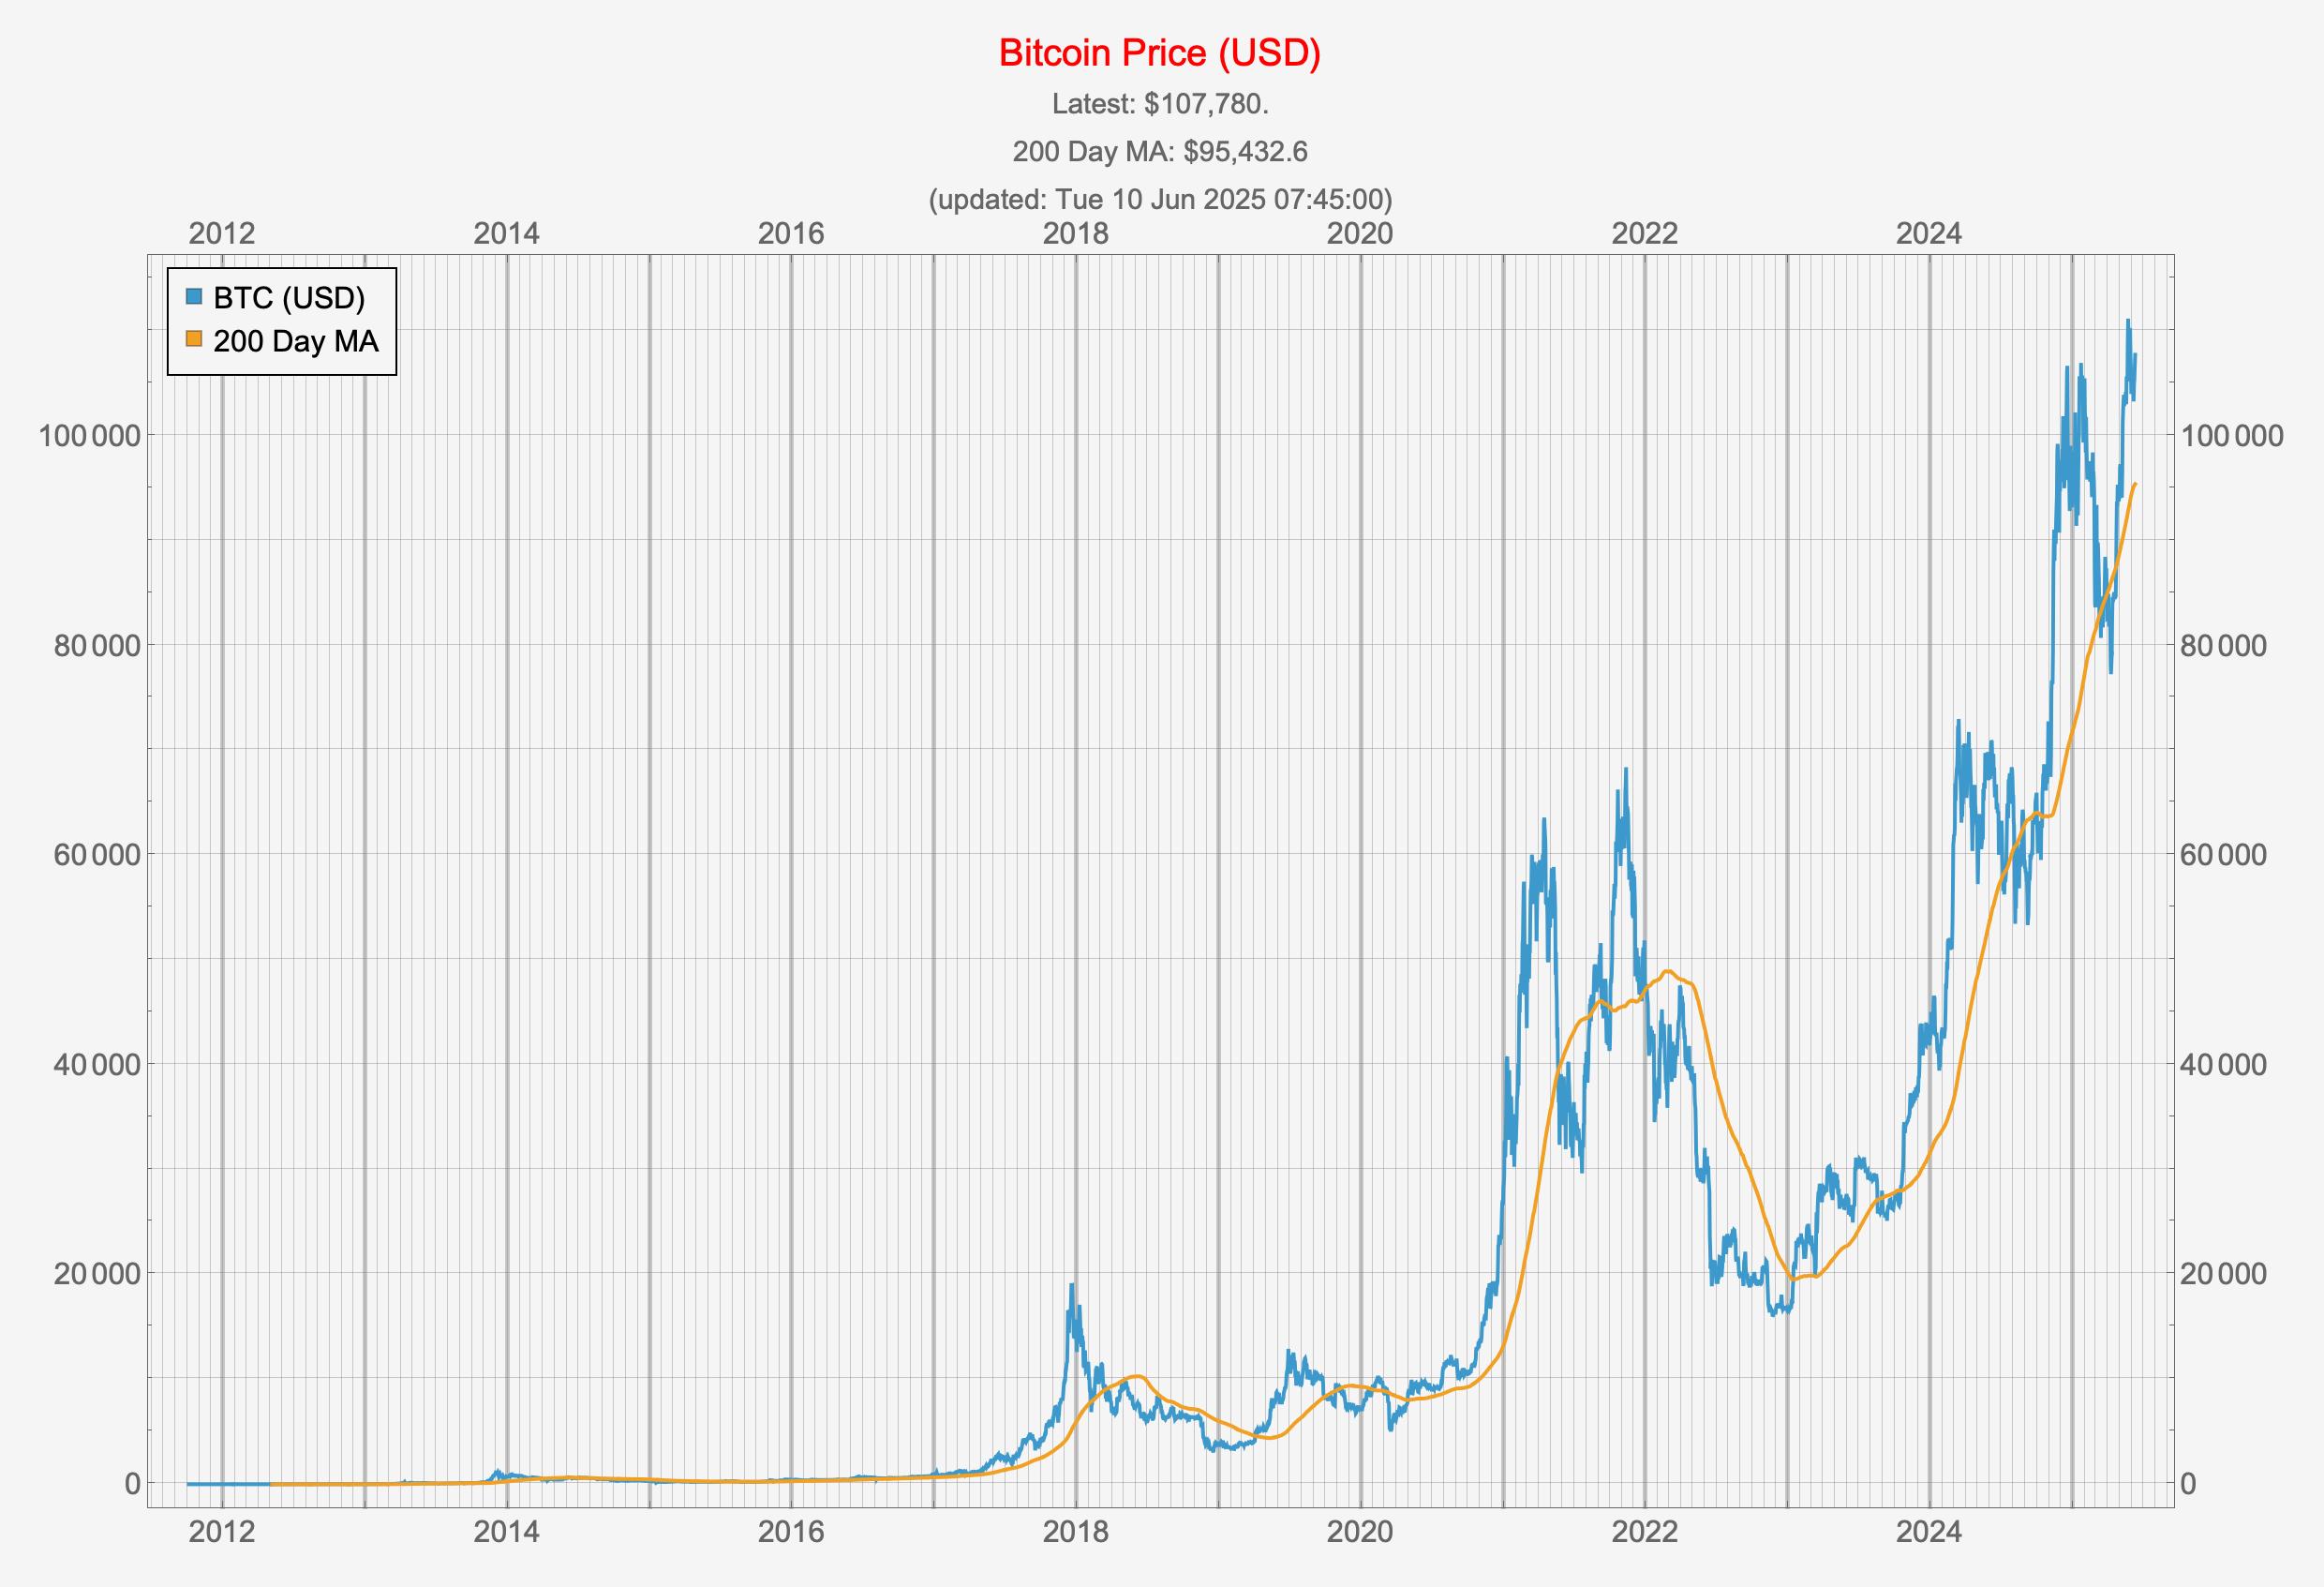 Bitcoin Price (USD)
Latest: $107,780.
200 Day MA: $95,432.6
(updated: Tue 10 Jun 2025 07:45:00)
2012 2014 2016 2018 2020 2022 2024
BTC (USD)
200 Day MA
100 000 100 000
80 000 80 000
60 000 60 000
40 000 40 000
20 000 20 000
0 0
2012 2014 2016 2018 2020 2022 2024